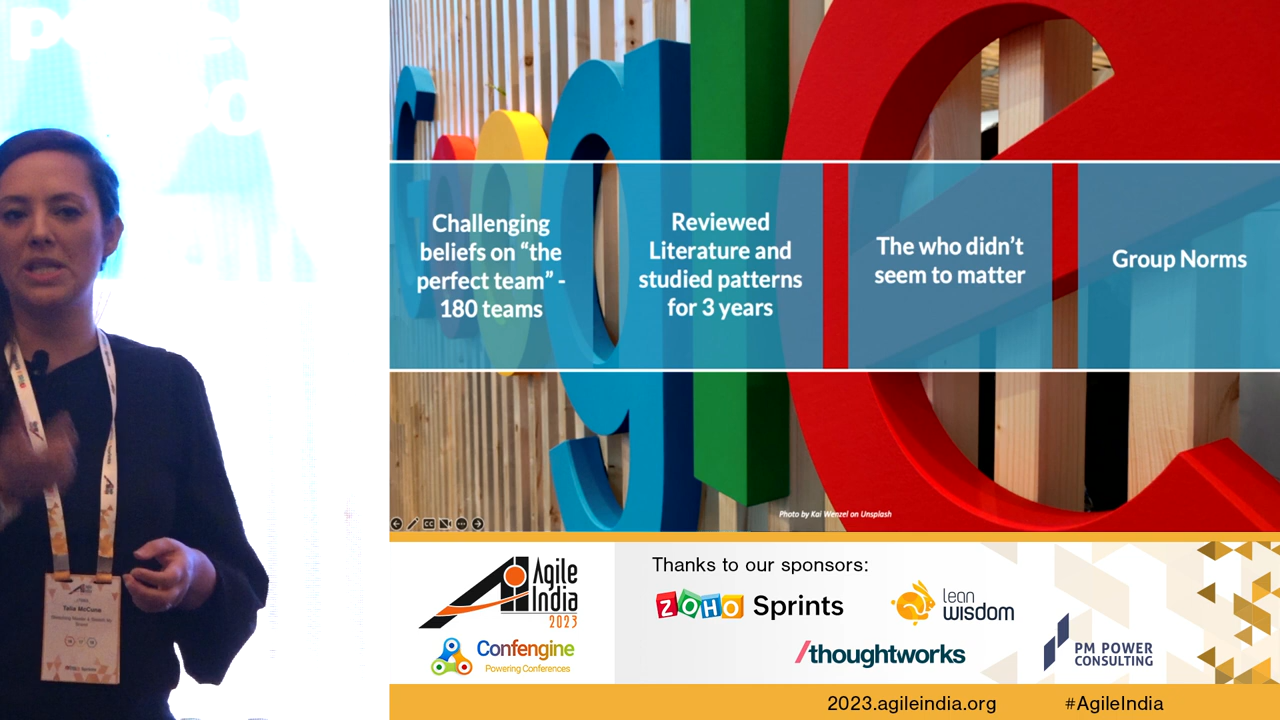 Challenging
beliefs on “the
perfect team” -
180 teams
Reviewed
Literature and
studied patterns
for 3 years
The who didn’t
seem to matter
Group Norms
Photo by Kai Wenzel on Unsplash
Talia McCune
Agile
India
2023
Confengine
Powering Conferences
Thanks to our sponsors:
ZOHO Sprints
lean
wisdom
/thoughtworks
PM POWER
CONSULTING
2023.agileindia.org
#AgileIndia